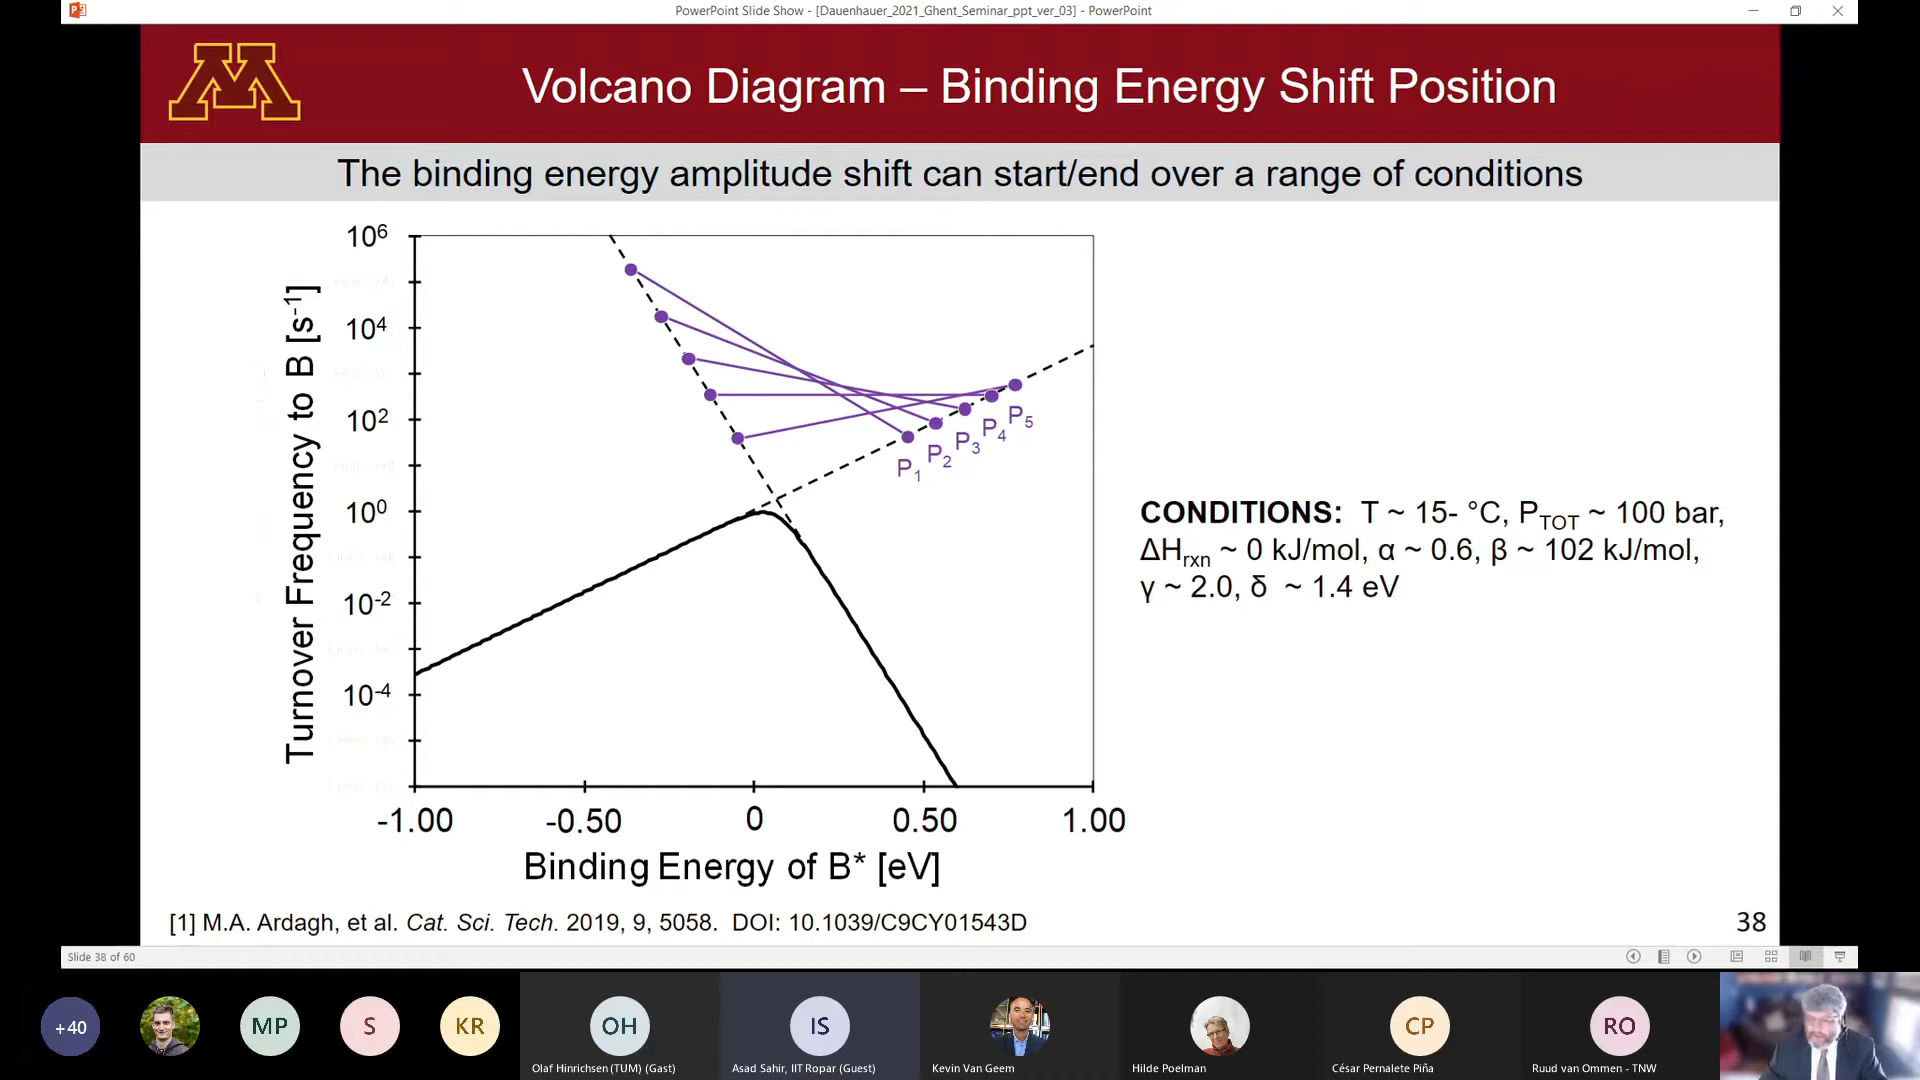 PowerPoint Slide Show - [Dauenhauer_2021_Ghent_Seminar_ppt_ver_03] - PowerPoint
Volcano Diagram – Binding Energy Shift Position
The binding energy amplitude shift can start/end over a range of conditions
Turnover Frequency to B [s-1]
106
104
102
100
10-2
10-4
P1
P2
P3
P4
P5
-1.00 -0.50 0 0.50 1.00
Binding Energy of B* [eV]
CONDITIONS: T ~ 15- °C, PTOT ~ 100 bar,
ΔHrxn ~ 0 kJ/mol, α ~ 0.6, β ~ 102 kJ/mol,
γ ~ 2.0, δ ~ 1.4 eV
[1] M.A. Ardagh, et al. Cat. Sci. Tech. 2019, 9, 5058. DOI: 10.1039/C9CY01543D
38
Slide 38 of 60
+40
MP
S
KR
OH
IS
CP
RO
Olaf Hinrichsen (TUM) (Gast)
Asad Sahir, IIT Ropar (Guest)
Kevin Van Geem
Hilde Poelman
César Pernalete Piña
Ruud van Ommen - TNW